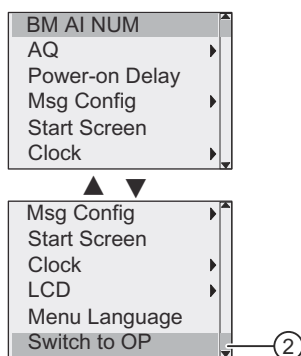 BM AI NUM
AQ
Power-on Delay
Msg Config
Start Screen
Clock
Msg Config
Start Screen
Clock
LCD
Menu Language
Switch to OP
2